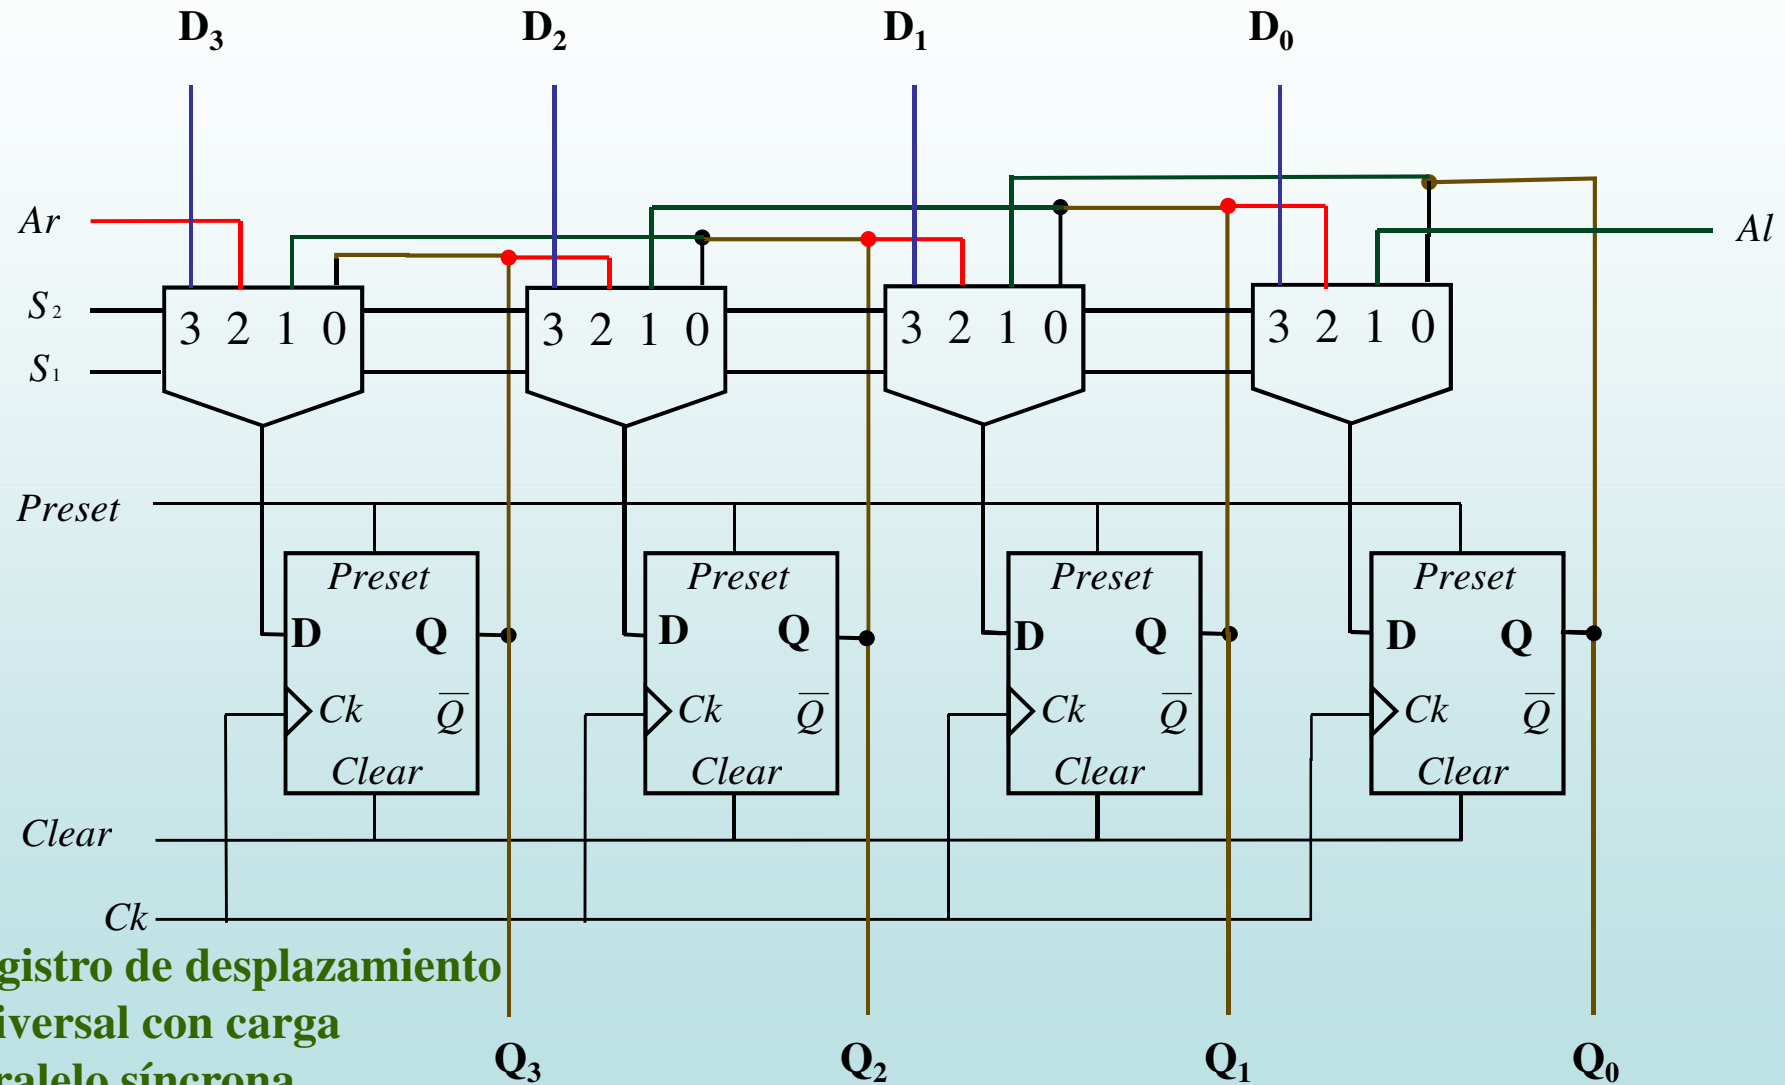 D3 D2 D1 D0
Ar
Al
S2
3 2 1 0 3 2 1 0 3 2 1 0 3 2 1 0
S1
Preset
Preset Preset Preset Preset
D Q D Q D Q D Q
Ck Q̅ Ck Q̅ Ck Q̅ Ck Q̅
Clear Clear Clear Clear
Clear
Ck
gistro de desplazamiento
iversal con carga
ralelo síncrona
Q3 Q2 Q1 Q0